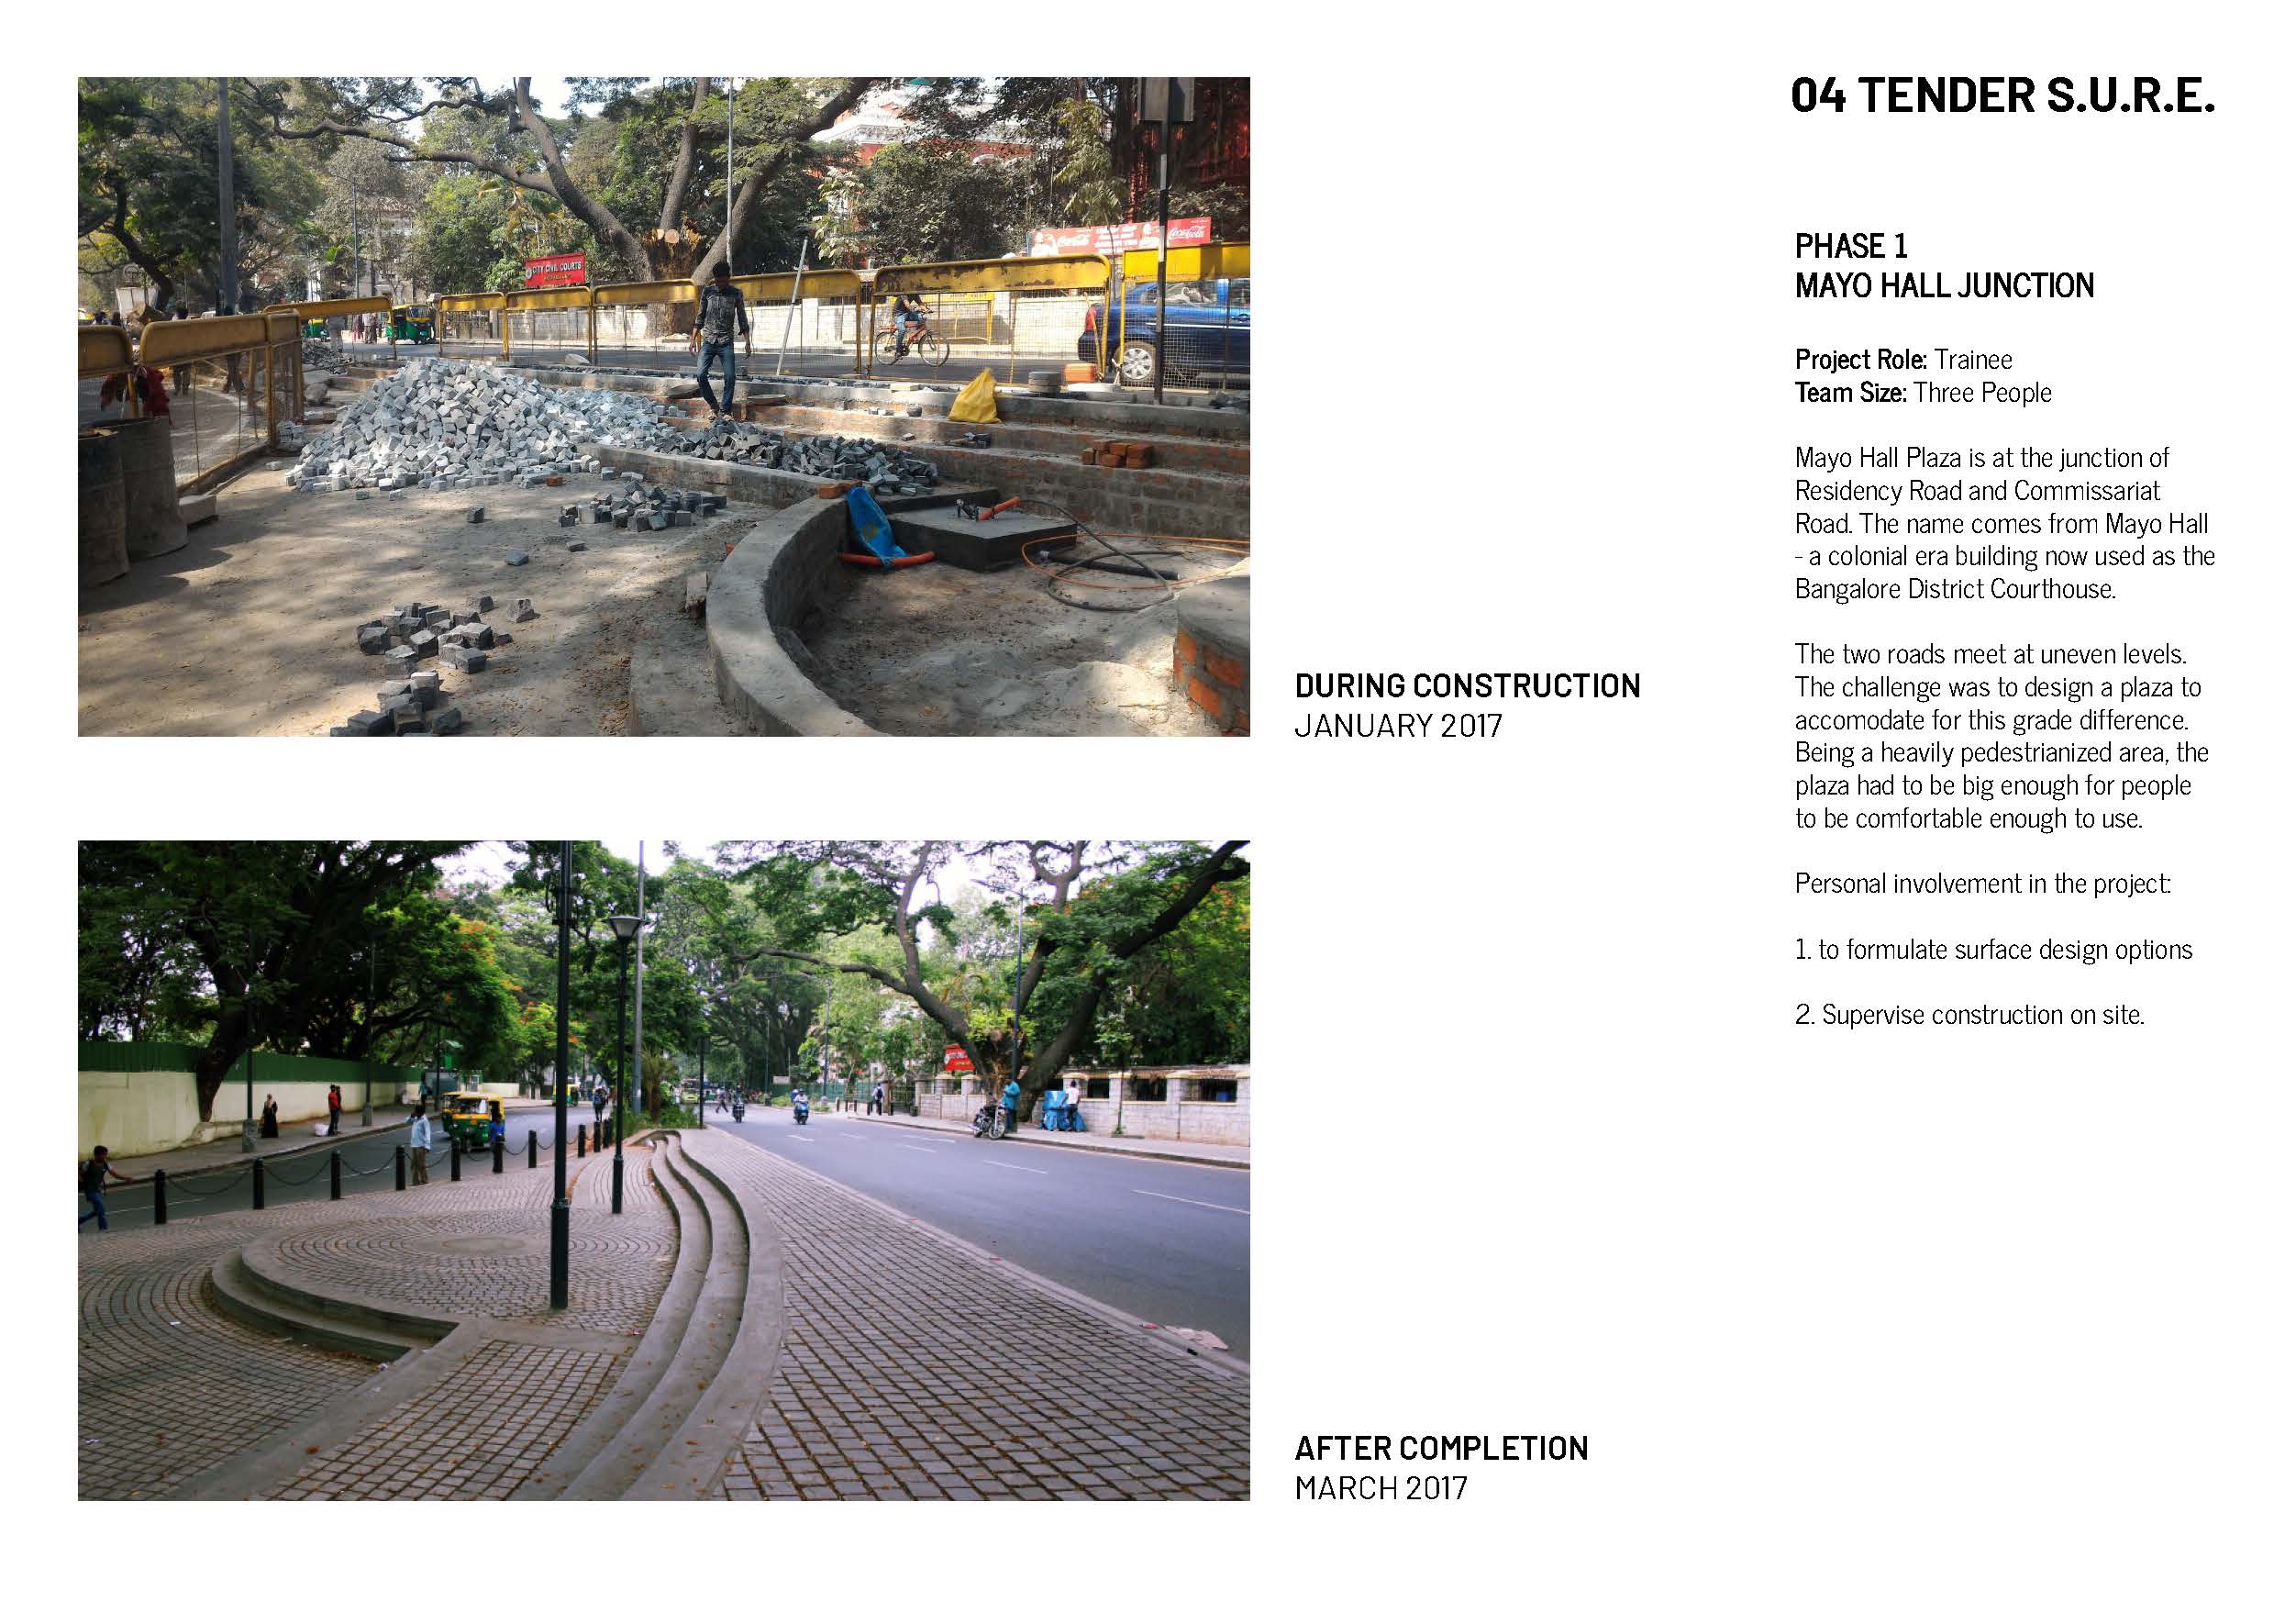 04 TENDER S.U.R.E.
PHASE 1
MAYO HALL JUNCTION
Project Role: Trainee
Team Size: Three People
Mayo Hall Plaza is at the junction of
Residency Road and Commissariat
Road. The name comes from Mayo Hall
- a colonial era building now used as the
Bangalore District Courthouse.
The two roads meet at uneven levels.
The challenge was to design a plaza to
accomodate for this grade difference.
Being a heavily pedestrianized area, the
plaza had to be big enough for people
to be comfortable enough to use.
Personal involvement in the project:
1. to formulate surface design options
2. Supervise construction on site.
CITY CIVIL COURTS
Coca-Cola
Coca-Cola
DURING CONSTRUCTION
JANUARY 2017
AFTER COMPLETION
MARCH 2017